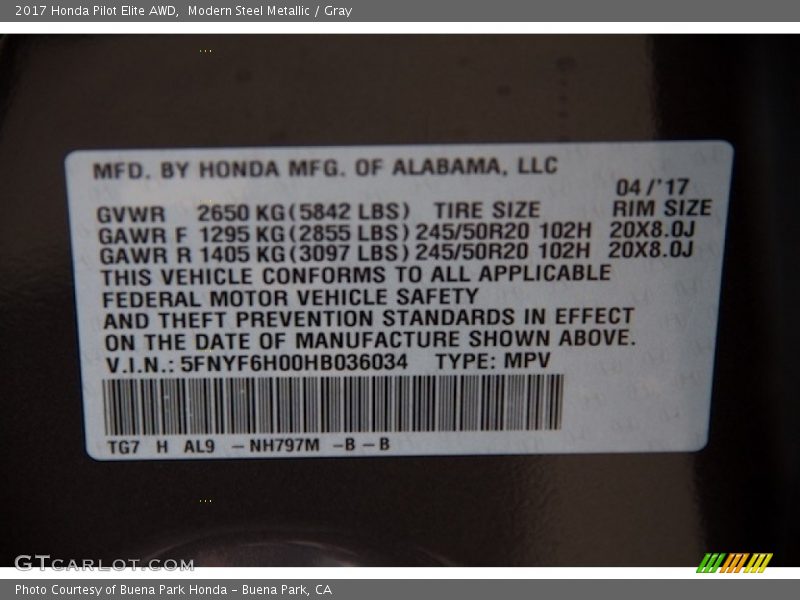 2017 Honda Pilot Elite AWD,  Modern Steel Metallic / Gray
MFD. BY HONDA MFG. OF ALABAMA, LLC
04/'17
GVWR 2650 KG(5842 LBS) TIRE SIZE RIM SIZE
GAWR F 1295 KG(2855 LBS) 245/50R20 102H 20X8.0J
GAWR R 1405 KG(3097 LBS) 245/50R20 102H 20X8.0J
THIS VEHICLE CONFORMS TO ALL APPLICABLE
FEDERAL MOTOR VEHICLE SAFETY
AND THEFT PREVENTION STANDARDS IN EFFECT
ON THE DATE OF MANUFACTURE SHOWN ABOVE.
V.I.N.: 5FNYF6H00HB036034 TYPE: MPV
TG7 H AL9 – NH797M –B – B
GTCARLOT.COM
Photo Courtesy of Buena Park Honda – Buena Park, CA